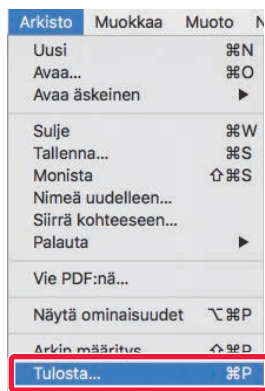 Arkisto Muokkaa Muoto N
Uusi ⌘N
Avaa... ⌘O
Avaa äskeinen ▶
Sulje ⌘W
Tallenna... ⌘S
Monista ⇧⌘S
Nimeä uudelleen...
Siirrä kohteeseen...
Palauta ▶
Vie PDF:nä...
Näytä ominaisuudet ⌥⌘P
Arkin määritys... ⇧⌘P
Tulosta... ⌘P